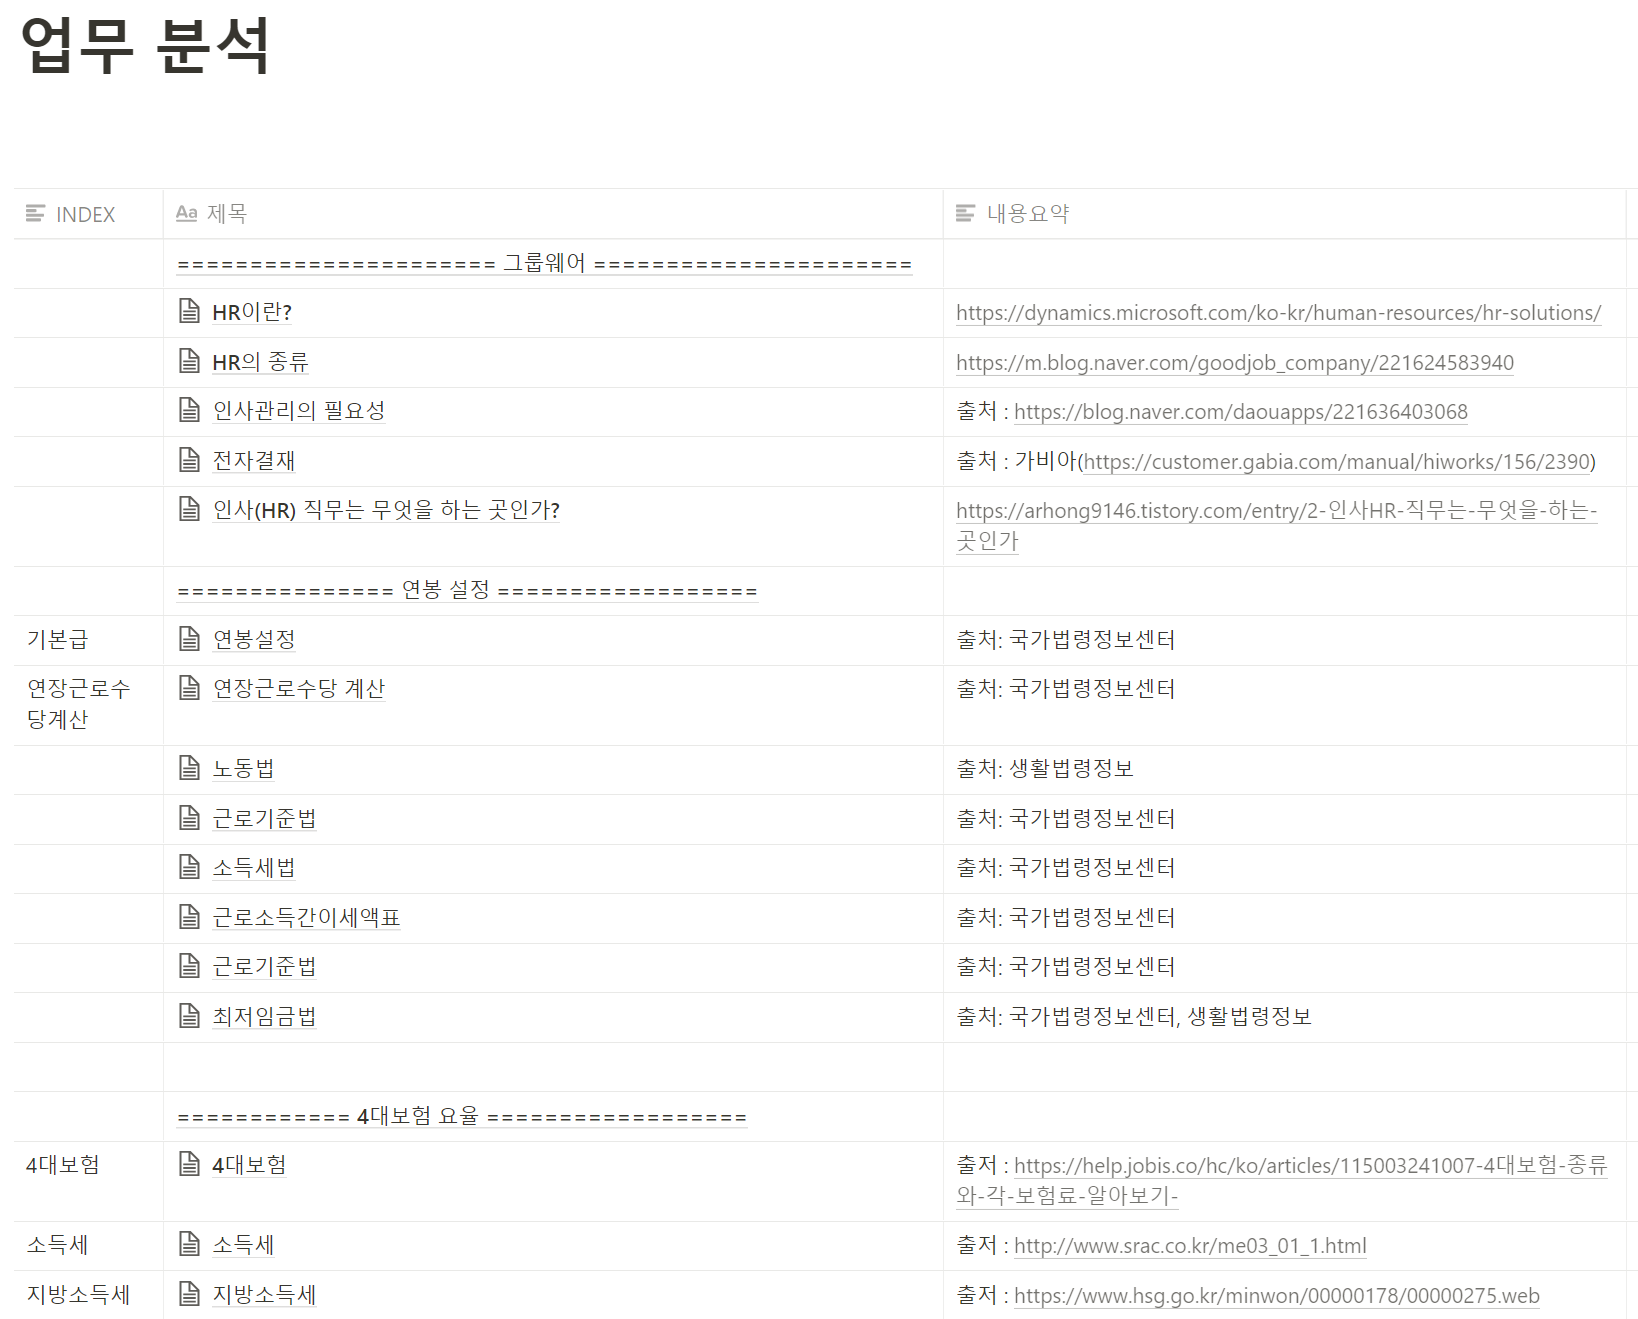 업무 분석
INDEX Aa 제목 내용요약
====================== 그룹웨어 ======================
HR이란? https://dynamics.microsoft.com/ko-kr/human-resources/hr-solutions/
HR의 종류 https://m.blog.naver.com/goodjob_company/221624583940
인사관리의 필요성 출처 : https://blog.naver.com/daouapps/221636403068
전자결재 출처 : 가비아(https://customer.gabia.com/manual/hiworks/156/2390)
인사(HR) 직무는 무엇을 하는 곳인가? https://arhong9146.tistory.com/entry/2-인사HR-직무는-무엇을-하는-
곳인가
=============== 연봉 설정 ==================
기본급 연봉설정 출처: 국가법령정보센터
연장근로수 연장근로수당 계산 출처: 국가법령정보센터
당계산
노동법 출처: 생활법령정보
근로기준법 출처: 국가법령정보센터
소득세법 출처: 국가법령정보센터
근로소득간이세액표 출처: 국가법령정보센터
근로기준법 출처: 국가법령정보센터
최저임금법 출처: 국가법령정보센터, 생활법령정보
============ 4대보험 요율 ==================
4대보험 4대보험 출저 : https://help.jobis.co/hc/ko/articles/115003241007-4대보험-종류
와-각-보험료-알아보기-
소득세 소득세 출저 : http://www.srac.co.kr/me03_01_1.html
지방소득세 지방소득세 출저 : https://www.hsg.go.kr/minwon/00000178/00000275.web